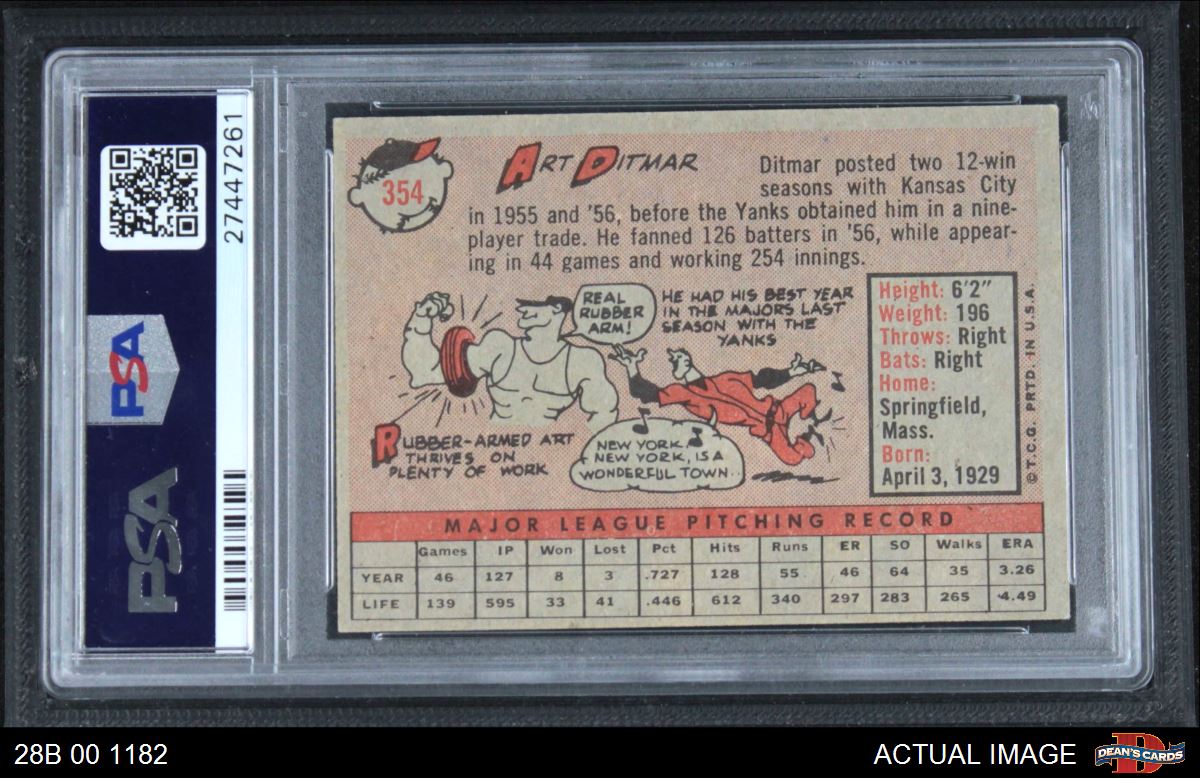 PSA
PSA
27447261
354
ART DITMAR
Ditmar posted two 12-win
seasons with Kansas City
in 1955 and '56, before the Yanks obtained him in a nine-
player trade. He fanned 126 batters in '56, while appear-
ing in 44 games and working 254 innings.
REAL
RUBBER
ARM!
HE HAD HIS BEST YEAR
IN THE MAJORS LAST
SEASON WITH THE
YANKS
RUBBER-ARMED ART
THRIVES ON
PLENTY OF WORK
NEW YORK
NEW YORK, IS A
WONDERFUL TOWN..
Height: 6'2"
Weight: 196
Throws: Right
Bats: Right
Home:
Springfield,
Mass.
Born:
April 3, 1929
© T.C.G. PRTD. IN U.S.A.
MAJOR LEAGUE PITCHING RECORD
Games IP Won Lost Pct Hits Runs ER SO Walks ERA
YEAR 46 127 8 3 .727 128 55 46 64 35 3.26
LIFE 139 595 33 41 .446 612 340 297 283 265 4.49
28B 00 1182
ACTUAL IMAGE
DEAN'S CARDS